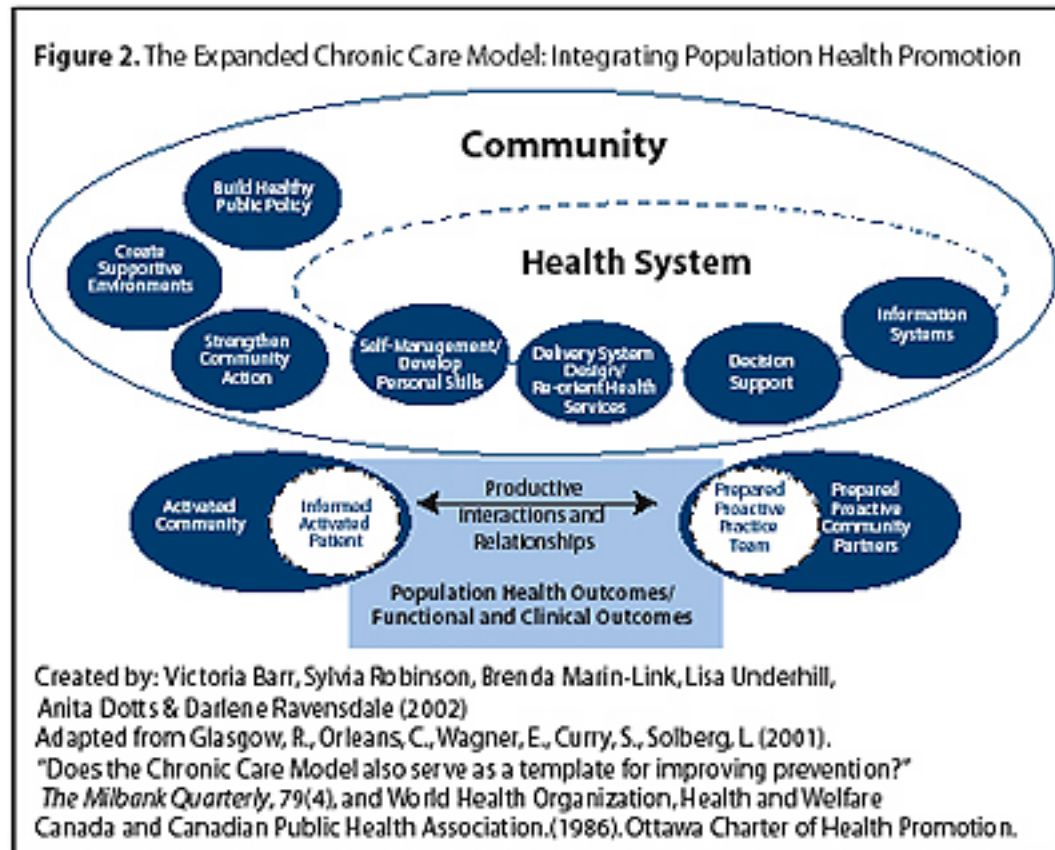 Figure 2. The Expanded Chronic Care Model: Integrating Population Health Promotion
Community
Build Healthy
Public Policy
Health System
Create
Supportive
Environments
Information
Systems
Strengthen
Community
Action
Self-Management/
Develop
Personal Skills
Delivery System
Design/
Re-orient Health
Services
Decision
Support
Activated
Community
Informed
Activated
Patient
Productive
Interactions and
Relationships
Prepared
Proactive
Practice
Team
Prepared
Proactive
Community
Partners
Population Health Outcomes/
Functional and Clinical Outcomes
Created by: Victoria Barr, Sylvia Robinson, Brenda Marin-Link, Lisa Underhill,
Anita Dotts & Darlene Ravensdale (2002)
Adapted from Glasgow, R., Orleans, C., Wagner, E., Curry, S., Solberg, L. (2001).
“Does the Chronic Care Model also serve as a template for improving prevention?”
The Milbank Quarterly, 79(4), and World Health Organization, Health and Welfare
Canada and Canadian Public Health Association. (1986). Ottawa Charter of Health Promotion.